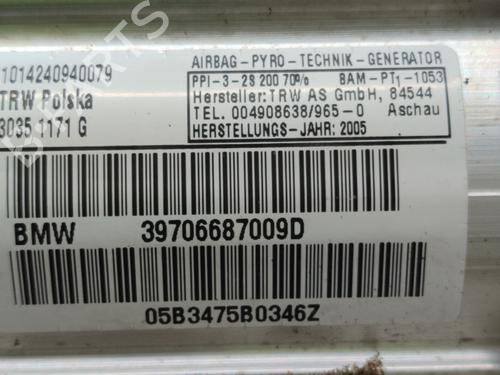 1014240940079
TRW Polska
3035 1171 G
AIRBAG-PYRO-TECHNIK-GENERATOR
PPI-3-28 200 70% BAM-PT1-1053
Hersteller:TRW AS GmbH, 84544
TEL. 004908638/965-0 Aschau
HERSTELLUNGS-JAHR: 2005
BMW 39706687009D
05B3475B0346Z